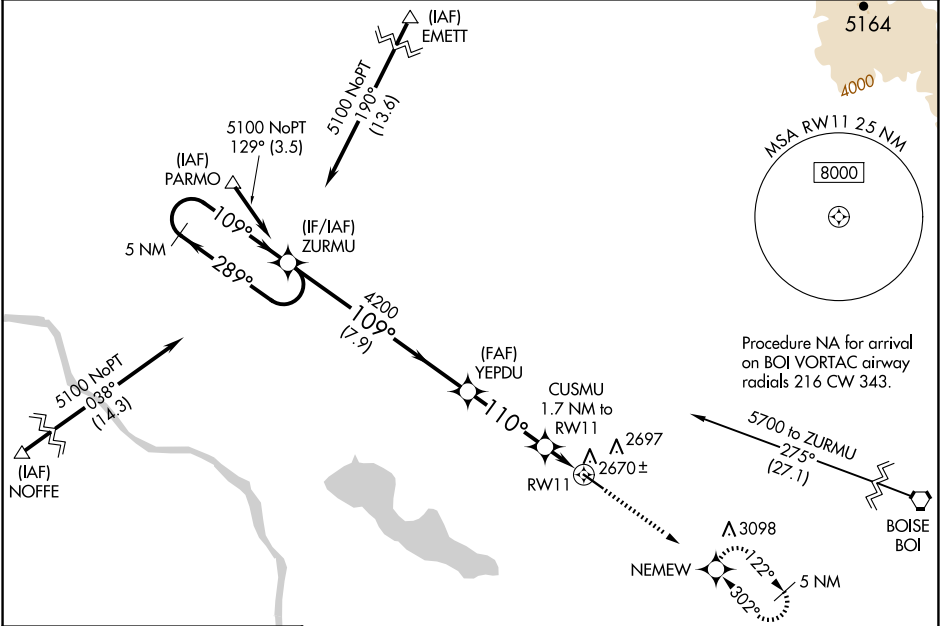 (IAF)
EMETT
5164
4000
5100 NoPT
190°
(13.6)
5100 NoPT
129° (3.5)
(IAF)
PARMO
MSA RW11 25 NM
8000
109°
5 NM
289°
(IF/IAF)
ZURMU
4200
109°
(7.9)
Procedure NA for arrival
on BOI VORTAC airway
radials 216 CW 343.
(FAF)
YEPDU
5100 NoPT
038°
(14.3)
(IAF)
NOFFE
110°
CUSMU
1.7 NM to
RW11
2697
2670±
RW11
5700 to ZURMU
275°
(27.1)
BOISE
BOI
3098
NEMEW
122°
302°
5 NM